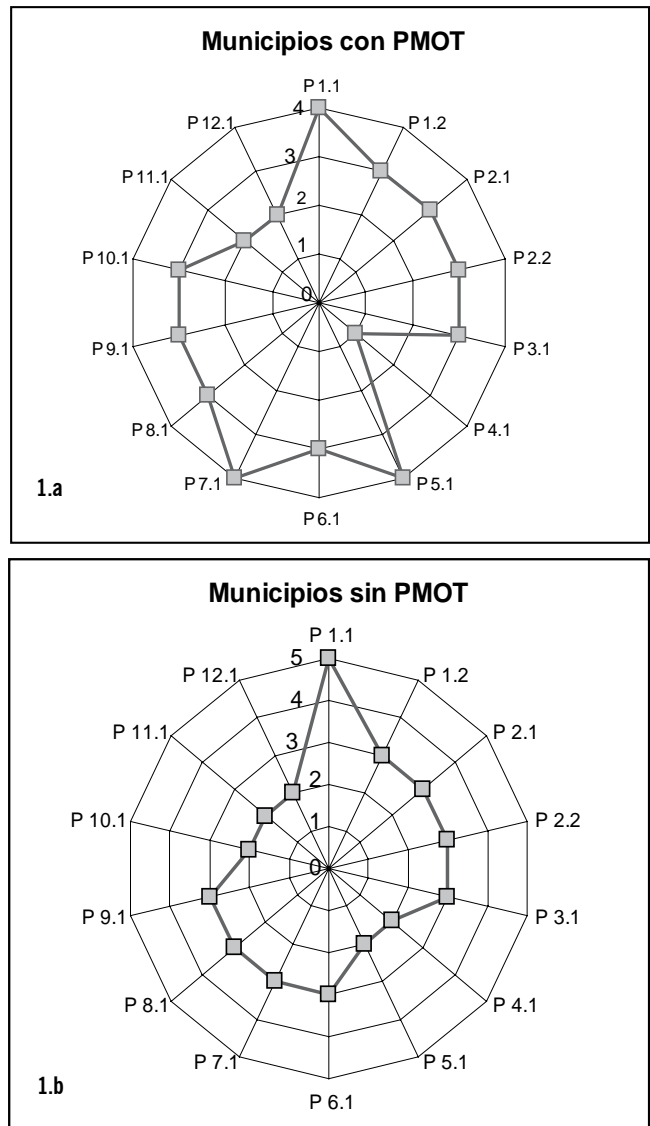 Municipios con PMOT
P 1.1
P 12.1
4
P 1.2
P 11.1
3
P 2.1
2
P 10.1
1
P 2.2
0
P 9.1
P 3.1
P 8.1
P 4.1
P 7.1
P 5.1
1.a
P 6.1
Municipios sin PMOT
P 1.1
5
P 12.1
P 1.2
4
P 11.1
3
P 2.1
2
P 10.1
1
P 2.2
0
P 9.1
P 3.1
P 8.1
P 4.1
P 7.1
P 5.1
1.b
P 6.1